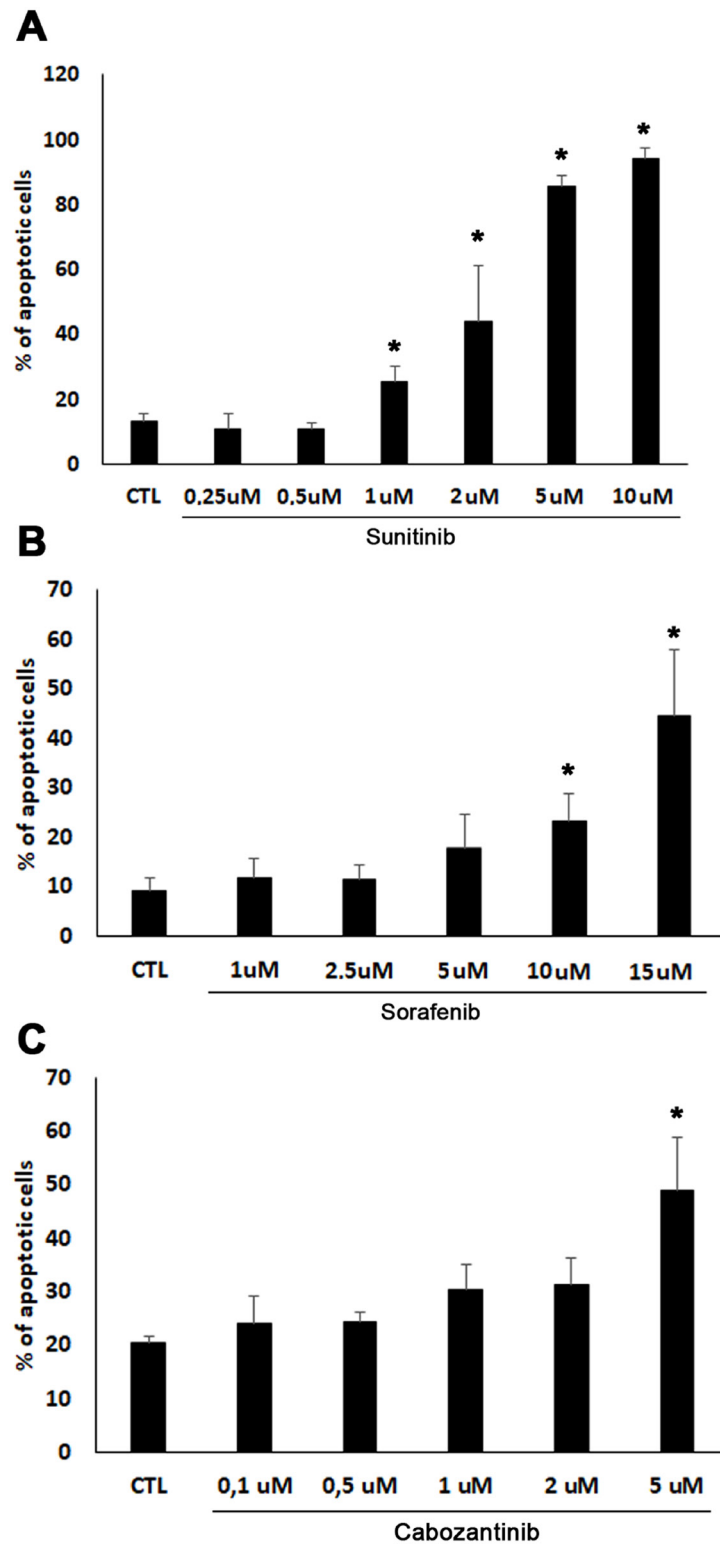 A
120
100
80
60
40
20
0
% of apoptotic cells
*
*
*
*
CTL 0,25uM 0,5uM 1uM 2uM 5uM 10uM
Sunitinib
B
70
60
50
40
30
20
10
0
% of apoptotic cells
*
*
CTL 1uM 2.5uM 5uM 10uM 15uM
Sorafenib
C
70
60
50
40
30
20
10
0
% of apoptotic cells
*
CTL 0,1 uM 0,5 uM 1 uM 2 uM 5 uM
Cabozantinib